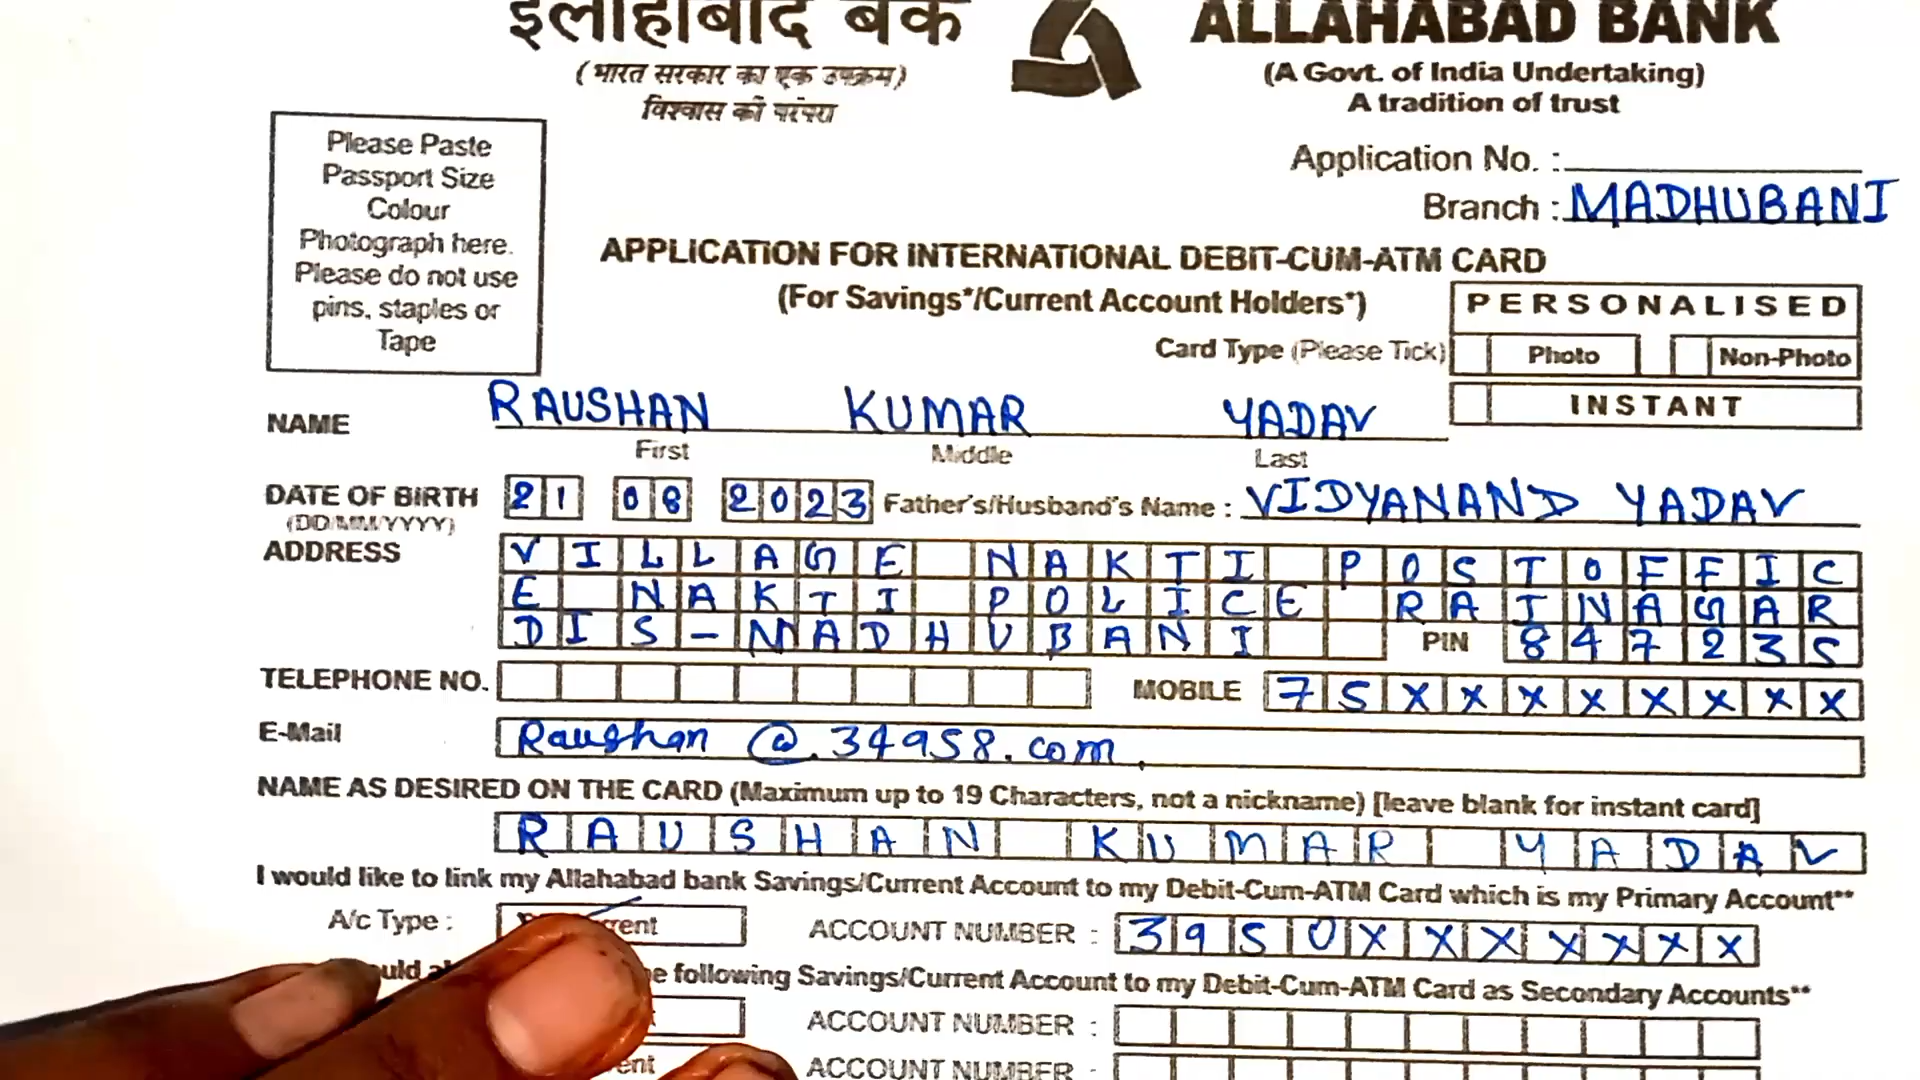 इलाहाबाद बैंक
(भारत सरकार का एक उपक्रम)
विश्वास की परंपरा
ALLAHABAD BANK
(A Govt. of India Undertaking)
A tradition of trust
Please Paste
Passport Size
Colour
Photograph here.
Please do not use
pins, staples or
Tape
Application No. :
Branch : MADHUBANI
APPLICATION FOR INTERNATIONAL DEBIT-CUM-ATM CARD
(For Savings*/Current Account Holders*)
PERSONALISED
Card Type (Please Tick) Photo Non-Photo
INSTANT
NAME RAUSHAN KUMAR YADAV
First Middle Last
DATE OF BIRTH 21 08 2023 Father's/Husband's Name : VIDYANAND YADAV
(DD/MM/YYYY)
ADDRESS VILLAGE NAKTI POSTOFFIC
E NAKTI POLICE RAINAGAR
DIS-MADHUBANI PIN 847235
TELEPHONE NO. MOBILE 75XXXXXXXX
E-Mail Raushan @.34958.com
NAME AS DESIRED ON THE CARD (Maximum up to 19 Characters, not a nickname) [leave blank for instant card]
RAUSHAN KUMAR YADAV
I would like to link my Allahabad bank Savings/Current Account to my Debit-Cum-ATM Card which is my Primary Account**
A/c Type : ACCOUNT NUMBER : 3950XXXXXXX
following Savings/Current Account to my Debit-Cum-ATM Card as Secondary Accounts**
ACCOUNT NUMBER :
ACCOUNT NUMBER :